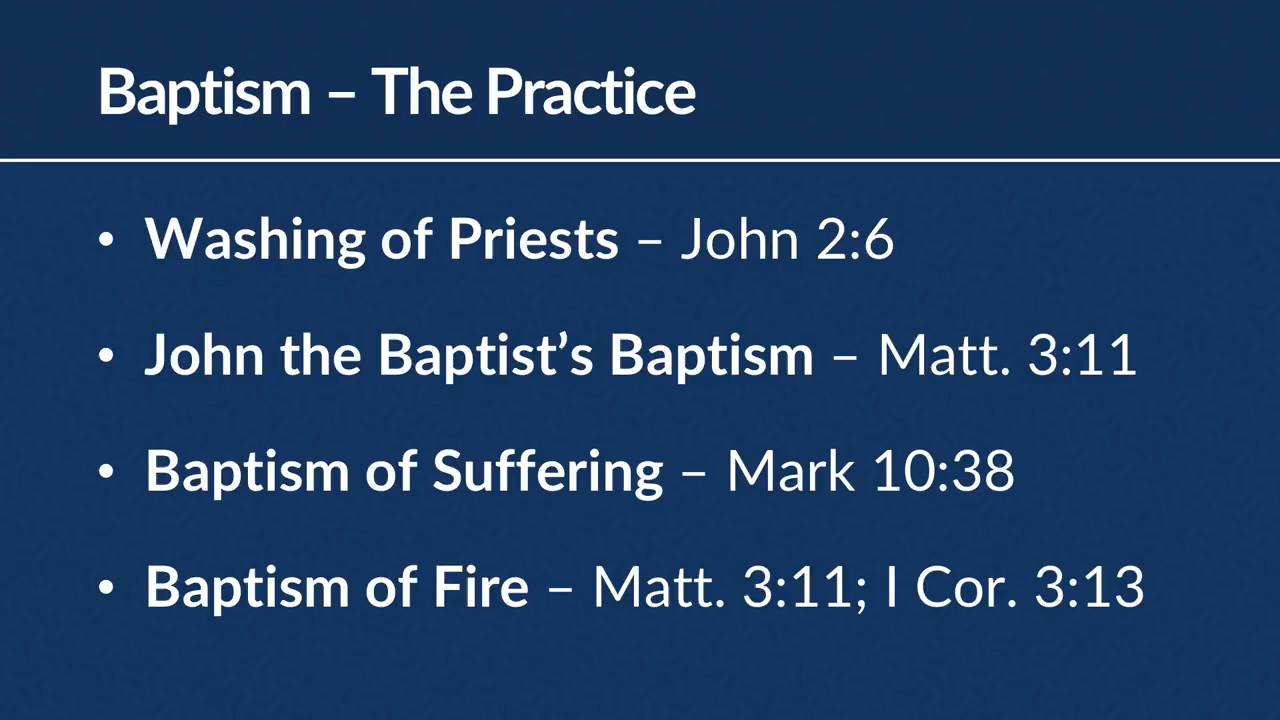 Baptism – The Practice
• Washing of Priests – John 2:6
• John the Baptist’s Baptism – Matt. 3:11
• Baptism of Suffering – Mark 10:38
• Baptism of Fire – Matt. 3:11; I Cor. 3:13